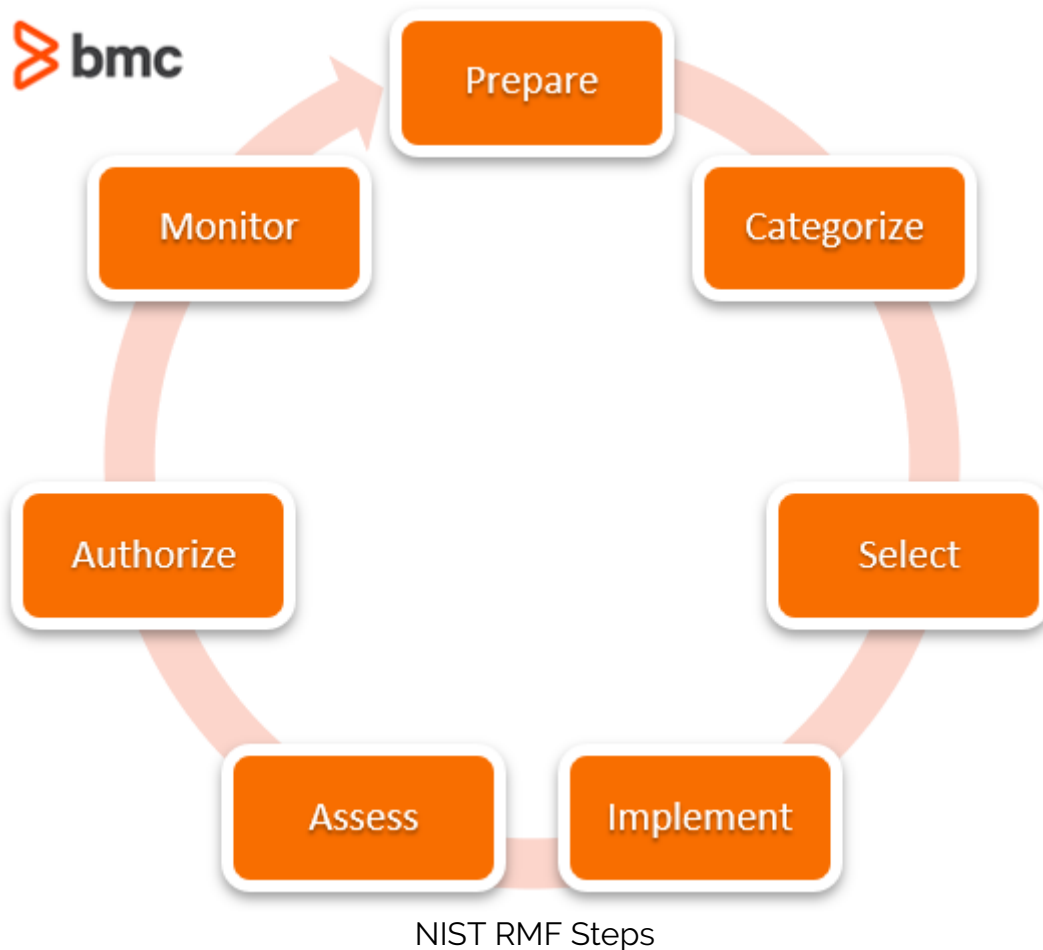 bmc
Prepare
Categorize
Select
Implement
Assess
Authorize
Monitor
NIST RMF Steps